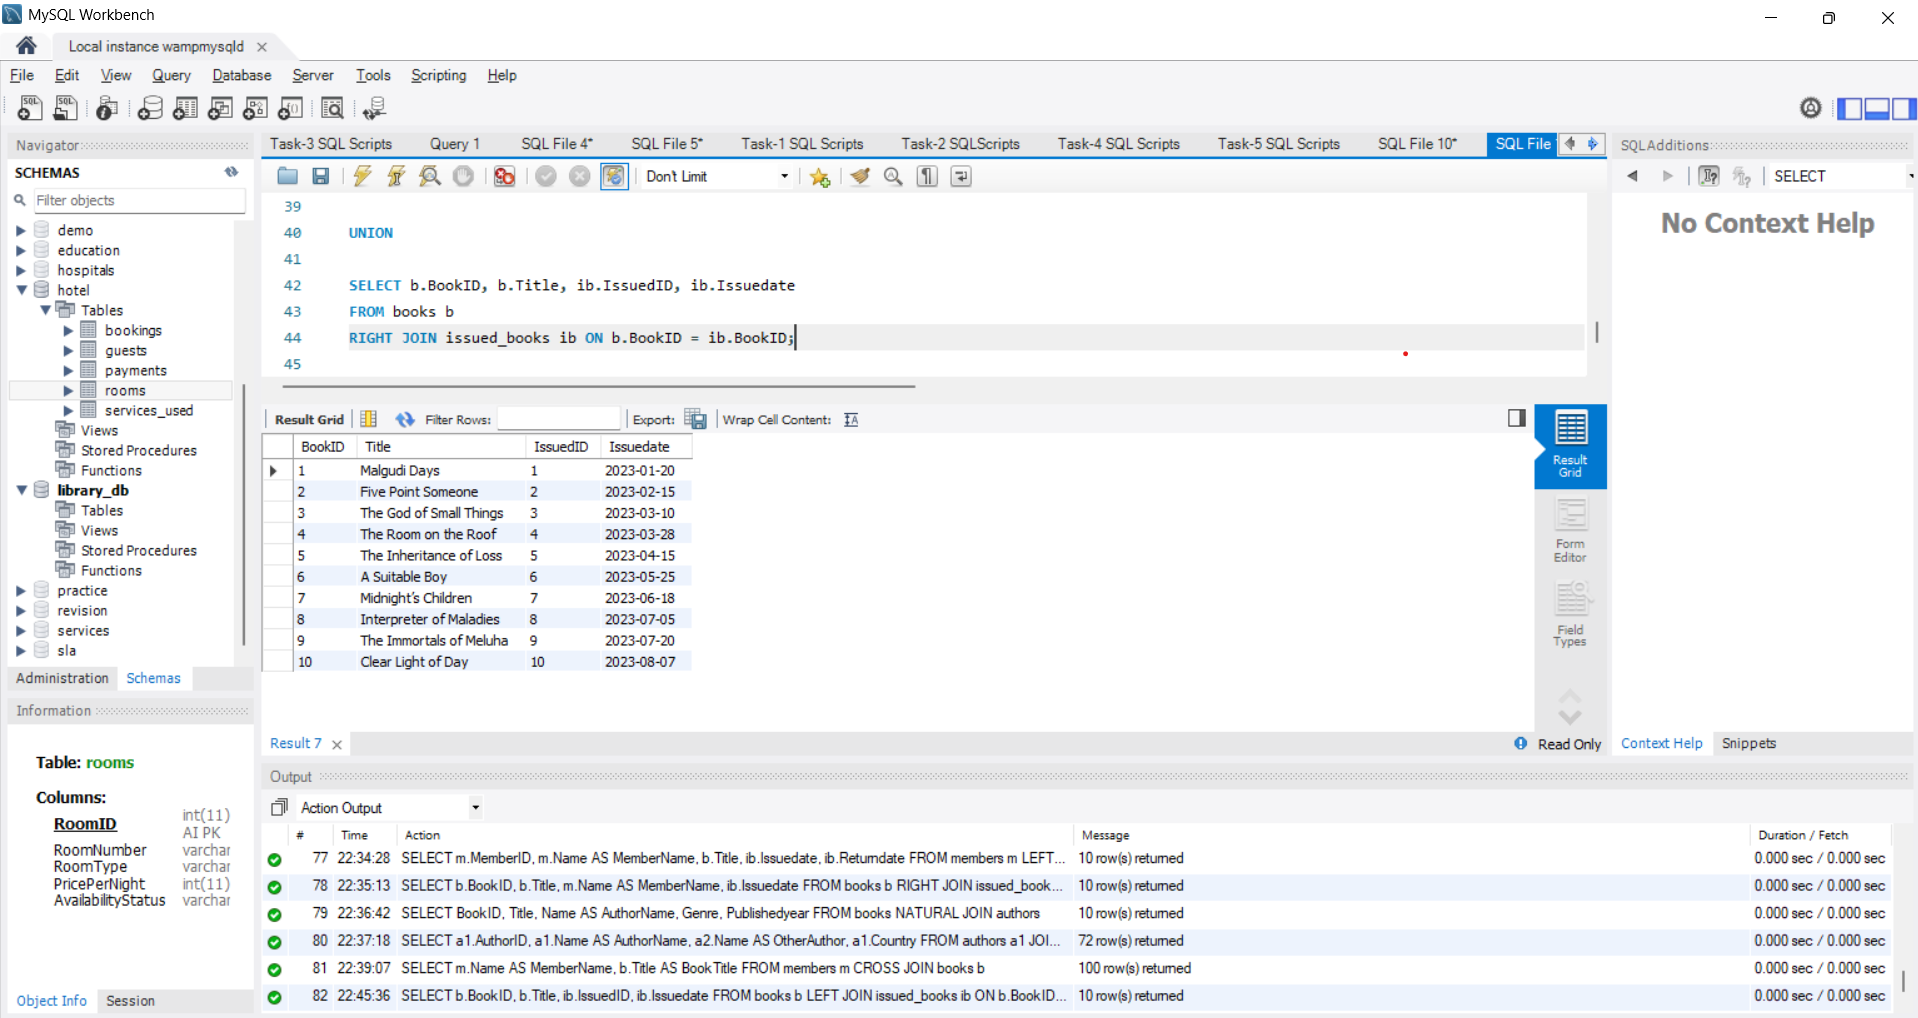 MySQL Workbench
Local instance wampmysqld
File Edit View Query Database Server Tools Scripting Help
Navigator
SCHEMAS
Filter objects
demo
education
hospitals
hotel
Tables
bookings
guests
payments
rooms
services_used
Views
Stored Procedures
Functions
library_db
Tables
Views
Stored Procedures
Functions
practice
revision
services
sla
Administration Schemas
Information
Table: rooms
Columns:
RoomID int(11) AI PK
RoomNumber varchar
RoomType varchar
PricePerNight int(11)
AvailabilityStatus varchar
Object Info Session
Task-3 SQL Scripts Query 1 SQL File 4* SQL File 5* Task-1 SQL Scripts Task-2 SQLScripts Task-4 SQL Scripts Task-5 SQL Scripts SQL File 10* SQL File
Don't Limit
39
40 UNION
41
42 SELECT b.BookID, b.Title, ib.IssuedID, ib.Issuedate
43 FROM books b
44 RIGHT JOIN issued_books ib ON b.BookID = ib.BookID;
45
Result Grid Filter Rows: Export: Wrap Cell Content:
BookID Title IssuedID Issuedate
1 Malgudi Days 1 2023-01-20
2 Five Point Someone 2 2023-02-15
3 The God of Small Things 3 2023-03-10
4 The Room on the Roof 4 2023-03-28
5 The Inheritance of Loss 5 2023-04-15
6 A Suitable Boy 6 2023-05-25
7 Midnight's Children 7 2023-06-18
8 Interpreter of Maladies 8 2023-07-05
9 The Immortals of Meluha 9 2023-07-20
10 Clear Light of Day 10 2023-08-07
Result Grid
Form Editor
Field Types
Result 7 Read Only
SQLAdditions
SELECT
No Context Help
Context Help Snippets
Output
Action Output
# Time Action Message Duration / Fetch
77 22:34:28 SELECT m.MemberID, m.Name AS MemberName, b.Title, ib.Issuedate, ib.Returndate FROM members m LEFT... 10 row(s) returned 0.000 sec / 0.000 sec
78 22:35:13 SELECT b.BookID, b.Title, m.Name AS MemberName, ib.Issuedate FROM books b RIGHT JOIN issued_book... 10 row(s) returned 0.000 sec / 0.000 sec
79 22:36:42 SELECT BookID, Title, Name AS AuthorName, Genre, Publishedyear FROM books NATURAL JOIN authors 10 row(s) returned 0.000 sec / 0.000 sec
80 22:37:18 SELECT a1.AuthorID, a1.Name AS AuthorName, a2.Name AS OtherAuthor, a1.Country FROM authors a1 JOI... 72 row(s) returned 0.000 sec / 0.000 sec
81 22:39:07 SELECT m.Name AS MemberName, b.Title AS BookTitle FROM members m CROSS JOIN books b 100 row(s) returned 0.000 sec / 0.000 sec
82 22:45:36 SELECT b.BookID, b.Title, ib.IssuedID, ib.Issuedate FROM books b LEFT JOIN issued_books ib ON b.BookID... 10 row(s) returned 0.000 sec / 0.000 sec